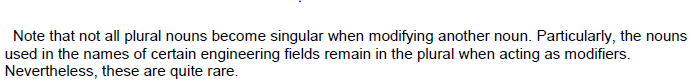 Note that not all plural nouns become singular when modifying another noun. Particularly, the nouns
used in the names of certain engineering fields remain in the plural when acting as modifiers.
Nevertheless, these are quite rare.